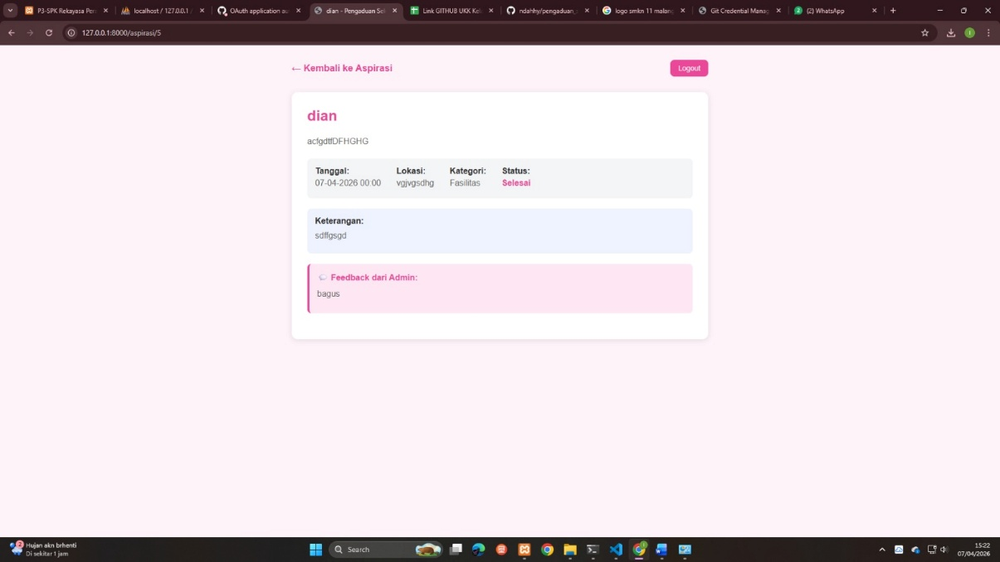 P3-SPK Rekayasa Per
localhost / 127.0.0.1 /
OAuth application au
dian - Pengaduan Sek
Link GITHUB UKK Kel
ndahhy/pengaduan_s
logo smkn 11 malang
Git Credential Manag
(2) WhatsApp
127.0.0.1:8000/aspirasi/5
← Kembali ke Aspirasi
Logout
dian
acfgdtfDFHGHG
Tanggal: Lokasi: Kategori: Status:
07-04-2026 00:00 vgjvgsdhg Fasilitas Selesai
Keterangan:
sdffgsgd
Feedback dari Admin:
bagus
Hujan akn brhenti
Di sekitar 1 jam
Search
15:22
07/04/2026